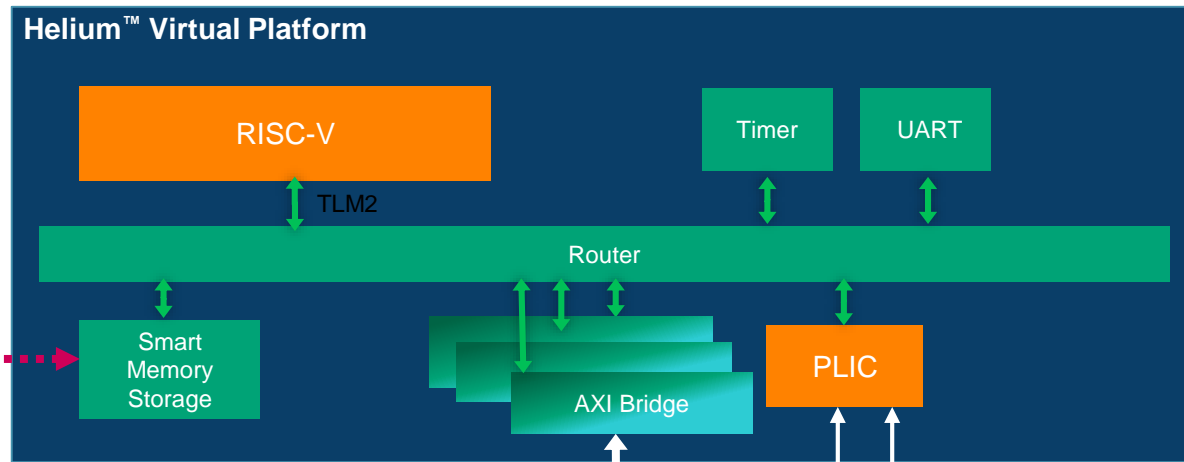 Helium™ Virtual Platform
RISC-V
Timer
UART
TLM2
Router
Smart
Memory
Storage
AXI Bridge
PLIC